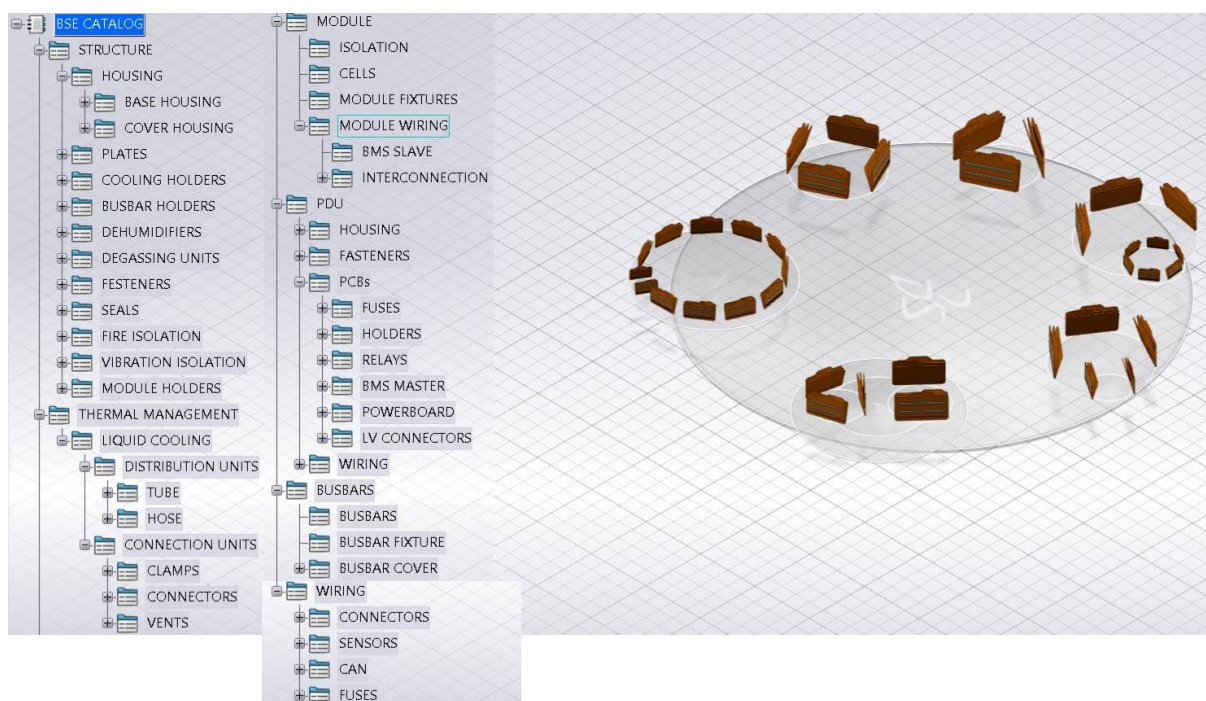 BSE CATALOG
STRUCTURE
HOUSING
BASE HOUSING
COVER HOUSING
PLATES
COOLING HOLDERS
BUSBAR HOLDERS
DEHUMIDIFIERS
DEGASSING UNITS
FESTENERS
SEALS
FIRE ISOLATION
VIBRATION ISOLATION
MODULE HOLDERS
THERMAL MANAGEMENT
LIQUID COOLING
DISTRIBUTION UNITS
TUBE
HOSE
CONNECTION UNITS
CLAMPS
CONNECTORS
VENTS
MODULE
ISOLATION
CELLS
MODULE FIXTURES
MODULE WIRING
BMS SLAVE
INTERCONNECTION
PDU
HOUSING
FASTENERS
PCBs
FUSES
HOLDERS
RELAYS
BMS MASTER
POWERBOARD
LV CONNECTORS
WIRING
BUSBARS
BUSBARS
BUSBAR FIXTURE
BUSBAR COVER
WIRING
CONNECTORS
SENSORS
CAN
FUSES